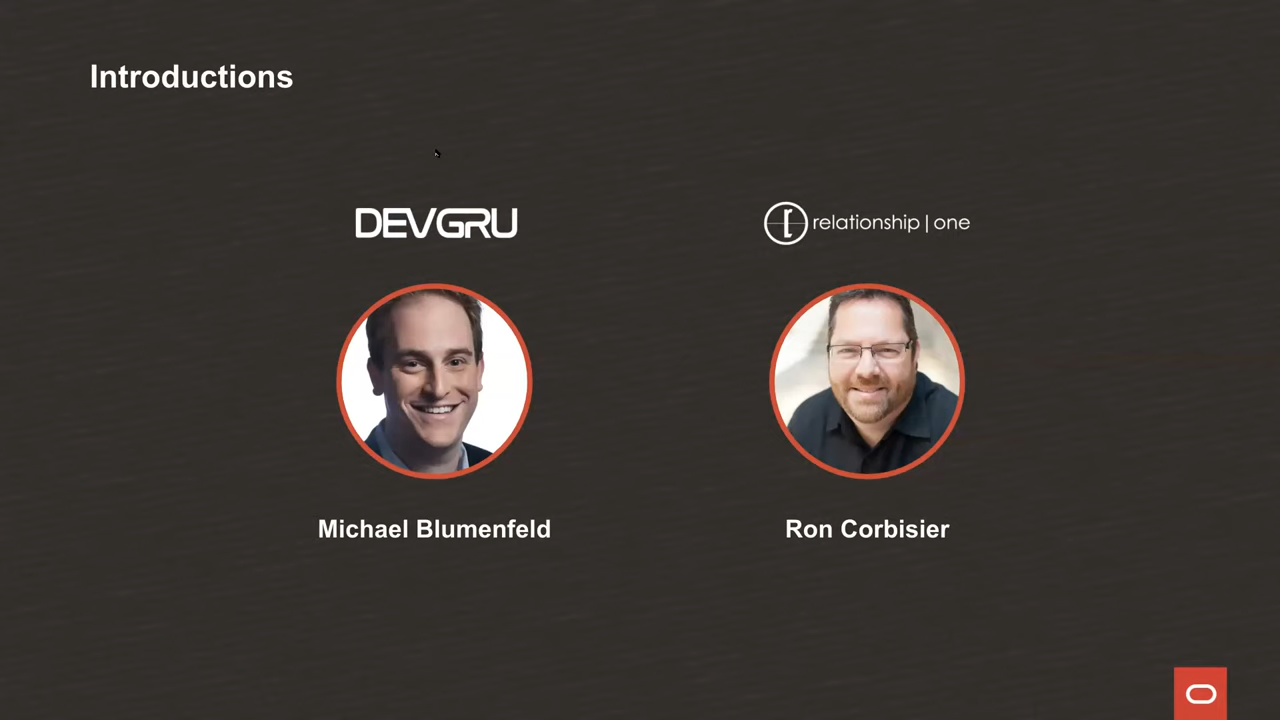 Introductions
DEVGRU
relationship | one
Michael Blumenfeld
Ron Corbisier